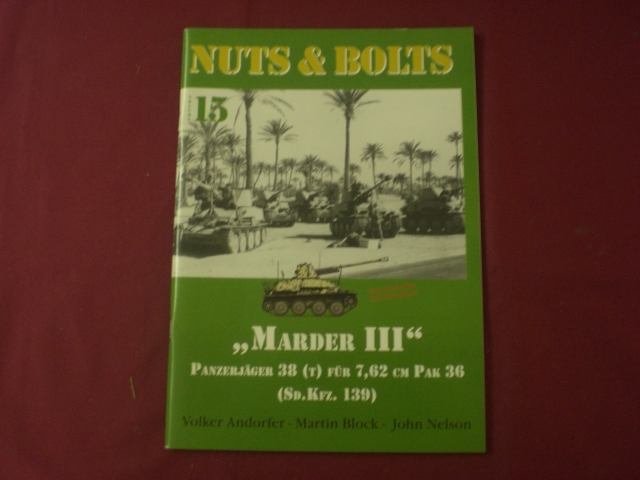 NUTS & BOLTS
13
„MARDER III“
PANZERJÄGER 38 (T) FÜR 7,62 CM PAK 36
(SD.KFZ. 139)
Volker Andorfer - Martin Block - John Nelson